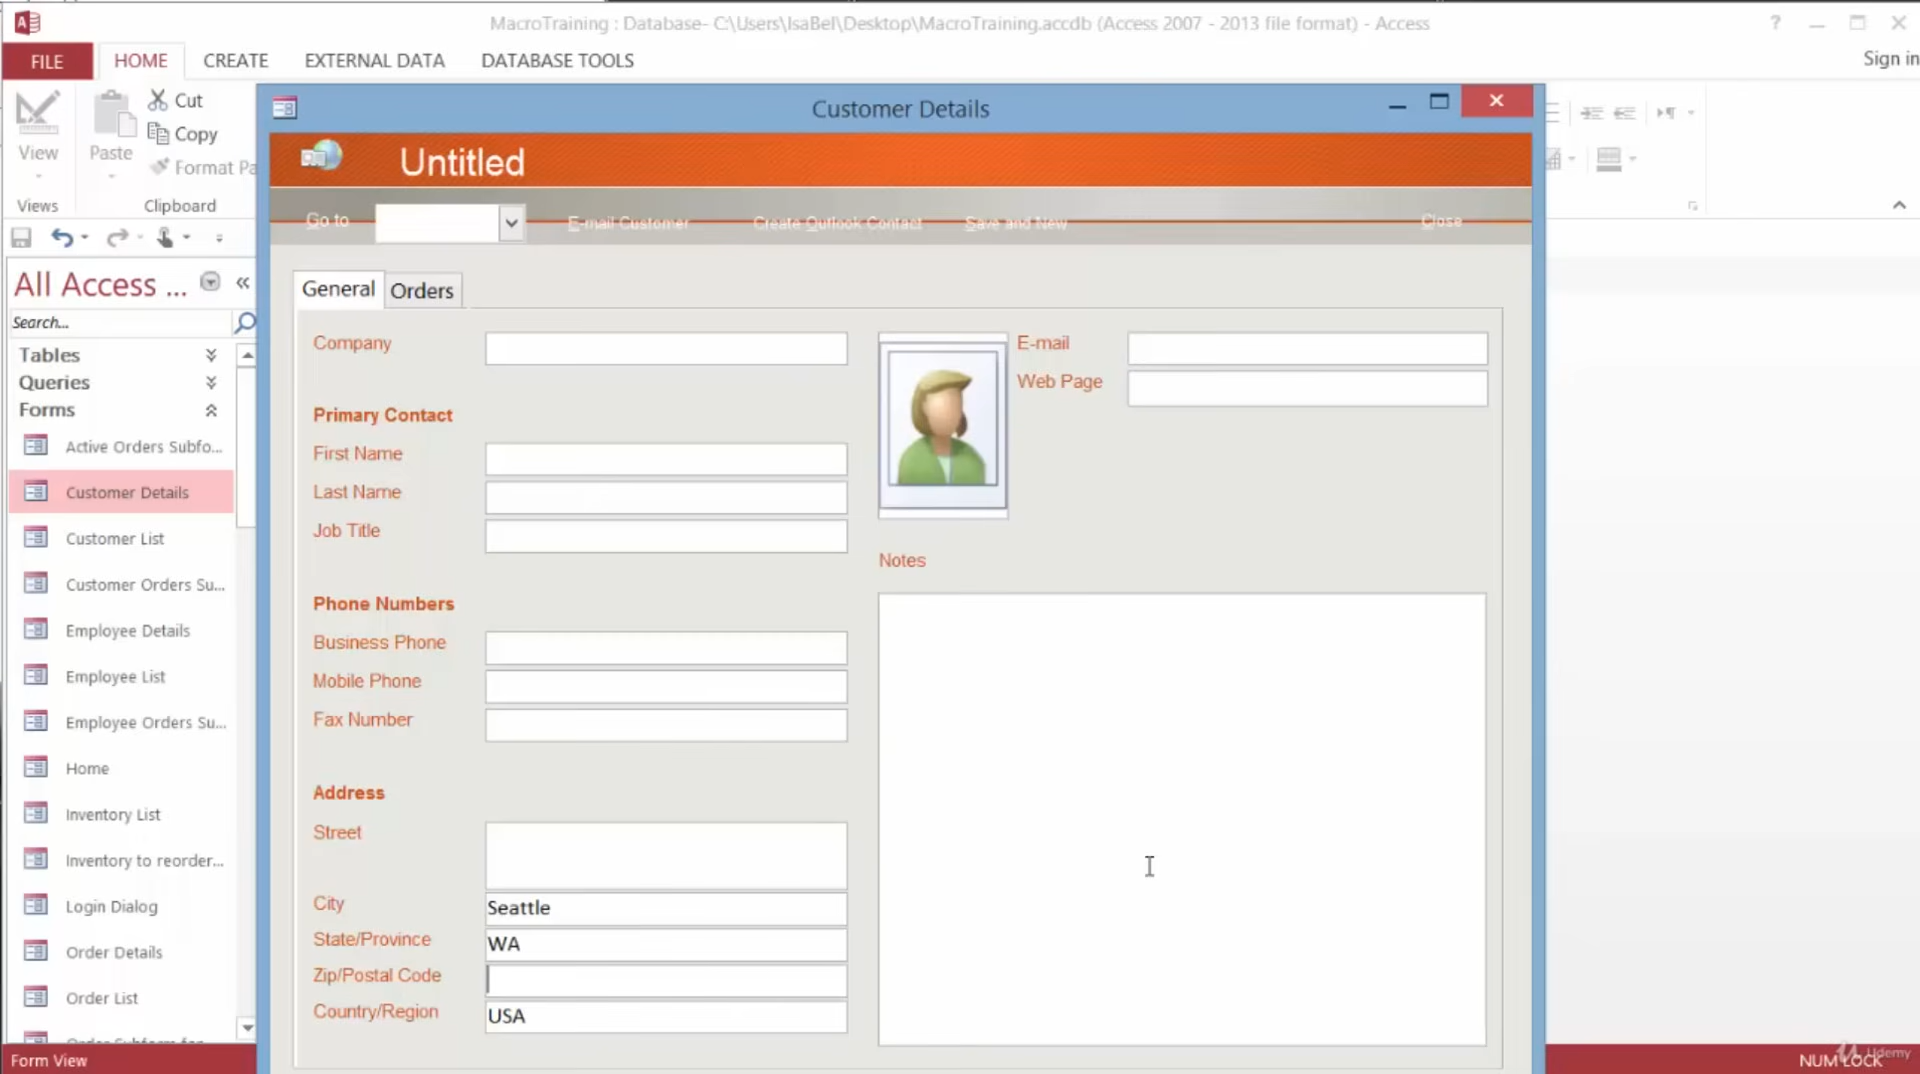 MacroTraining : Database- C:\Users\IsaBel\Desktop\MacroTraining.accdb (Access 2007 - 2013 file format) - Access
?
FILE HOME CREATE EXTERNAL DATA DATABASE TOOLS
Sign in
View
Paste
Cut
Copy
Format Pa
Views
Clipboard
Customer Details
Untitled
Go to
E-mail Customer
Create Outlook Contact
Save and New
Close
All Access ...
Search...
Tables
Queries
Forms
Active Orders Subfo...
Customer Details
Customer List
Customer Orders Su...
Employee Details
Employee List
Employee Orders Su...
Home
Inventory List
Inventory to reorder...
Login Dialog
Order Details
Order List
General
Orders
Company
Primary Contact
First Name
Last Name
Job Title
Phone Numbers
Business Phone
Mobile Phone
Fax Number
Address
Street
City Seattle
State/Province WA
Zip/Postal Code
Country/Region USA
E-mail
Web Page
Notes
Form View
NUM LOCK
Udemy